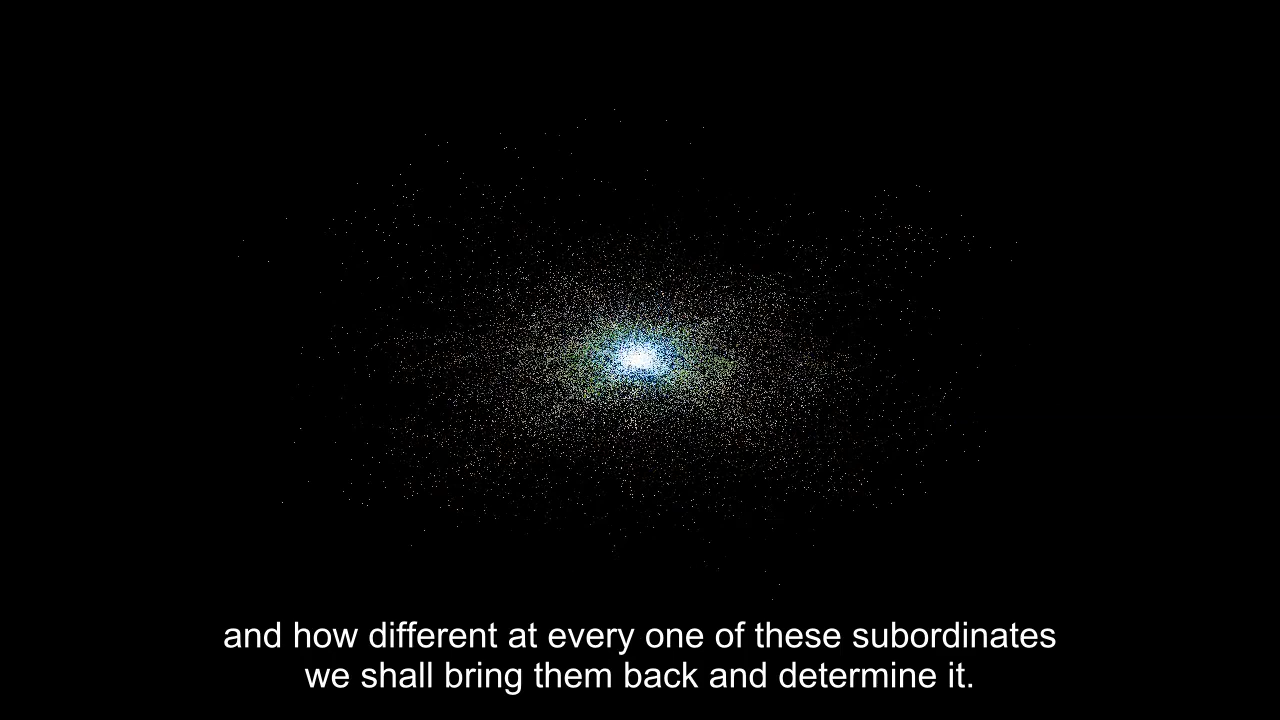 and how different at every one of these subordinates
we shall bring them back and determine it.